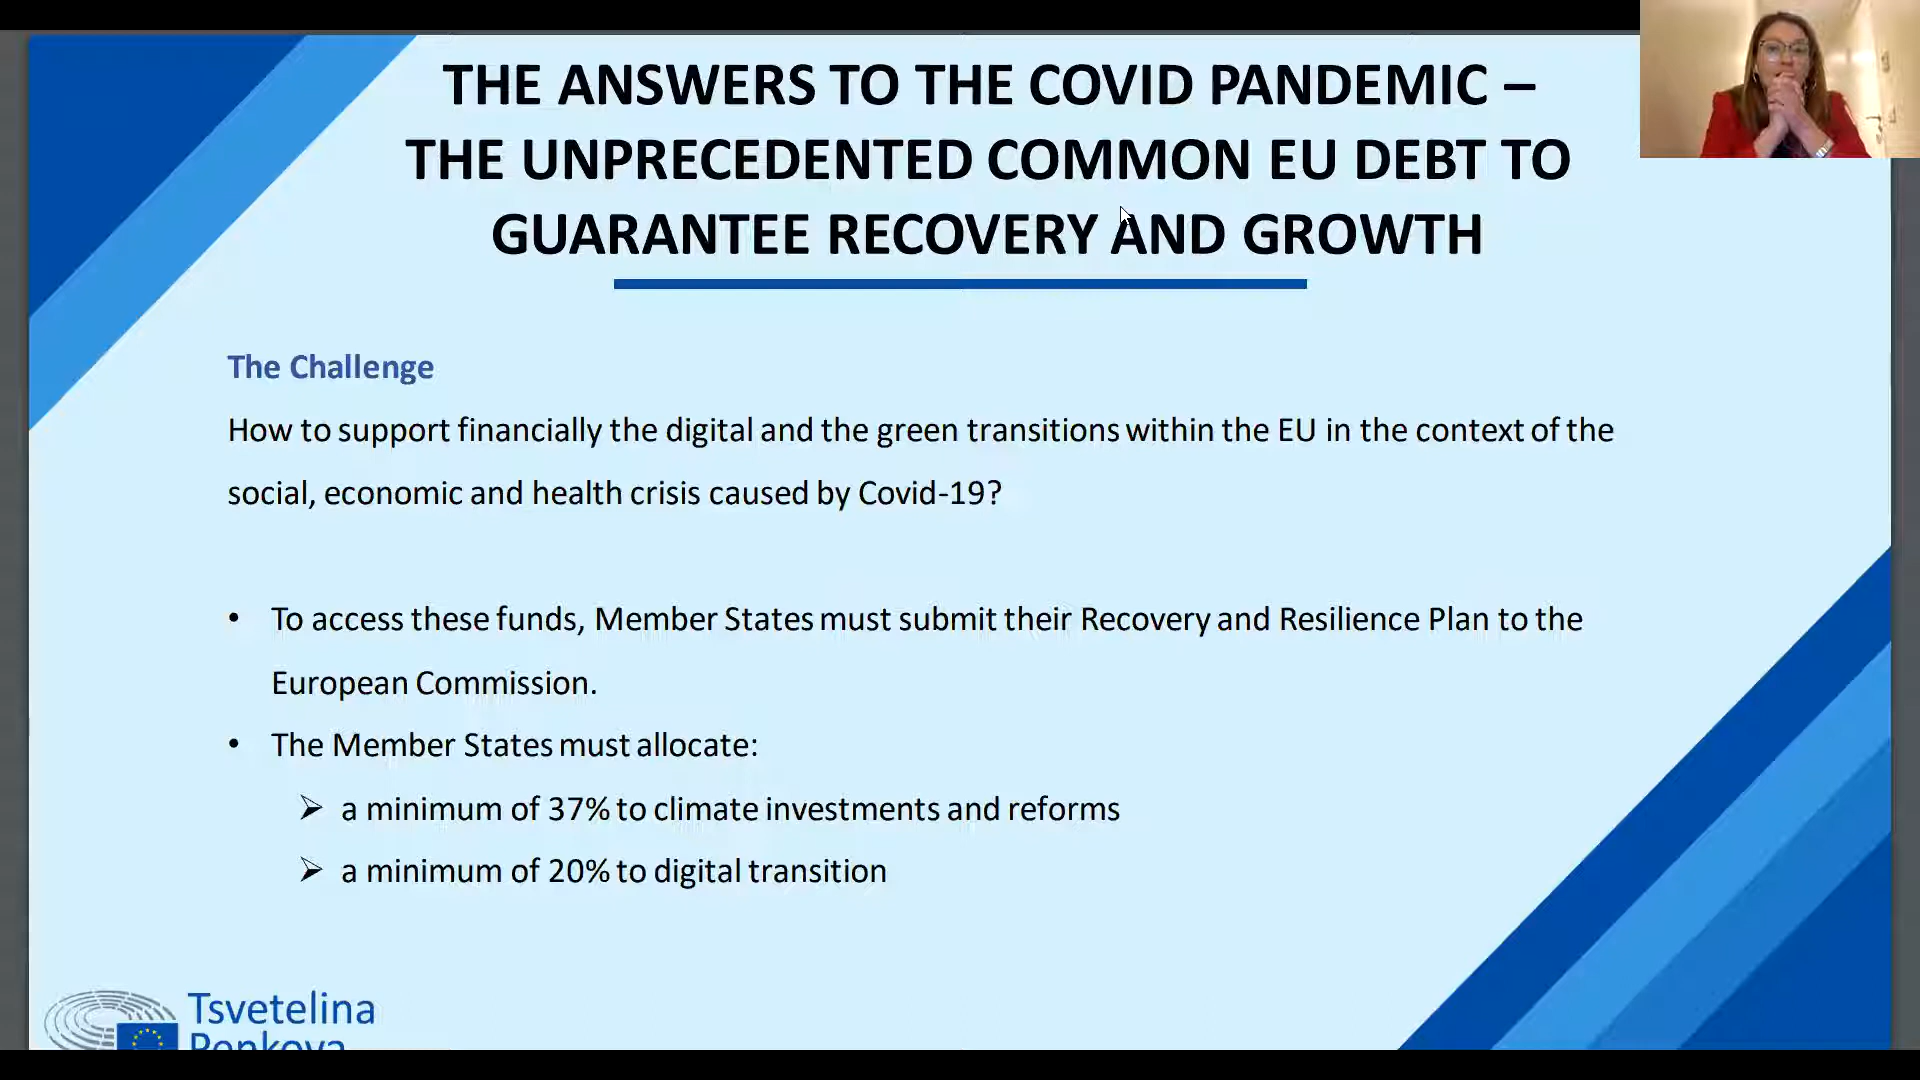 THE ANSWERS TO THE COVID PANDEMIC –
THE UNPRECEDENTED COMMON EU DEBT TO
GUARANTEE RECOVERY AND GROWTH
The Challenge
How to support financially the digital and the green transitions within the EU in the context of the
social, economic and health crisis caused by Covid-19?
• To access these funds, Member States must submit their Recovery and Resilience Plan to the
European Commission.
• The Member States must allocate:
➢ a minimum of 37% to climate investments and reforms
➢ a minimum of 20% to digital transition
Tsvetelina
Penkova